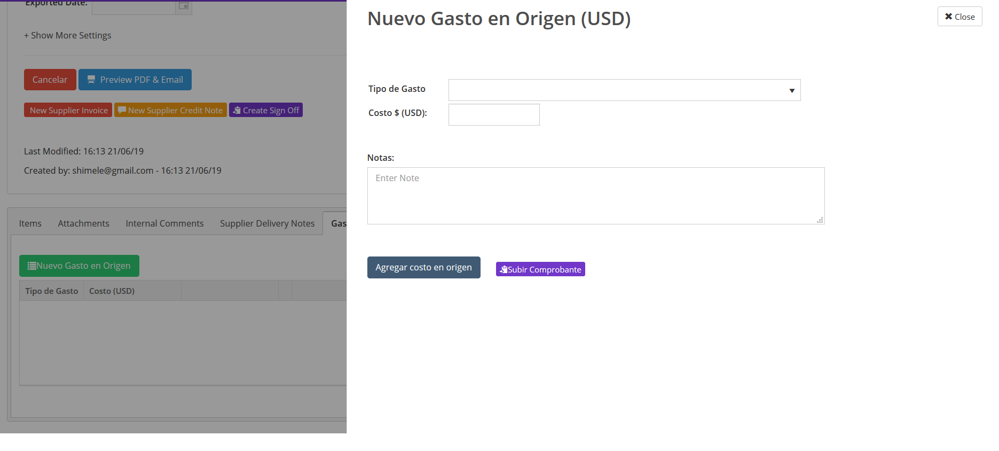 Exported Date:
+ Show More Settings
Cancelar
Preview PDF & Email
New Supplier Invoice
New Supplier Credit Note
Create Sign Off
Last Modified: 16:13 21/06/19
Created by: shimele@gmail.com - 16:13 21/06/19
Items
Attachments
Internal Comments
Supplier Delivery Notes
Gas
Nuevo Gasto en Origen
Tipo de Gasto
Costo (USD)
Nuevo Gasto en Origen (USD)
Close
Tipo de Gasto
Costo $ (USD):
Notas:
Enter Note
Agregar costo en origen
Subir Comprobante